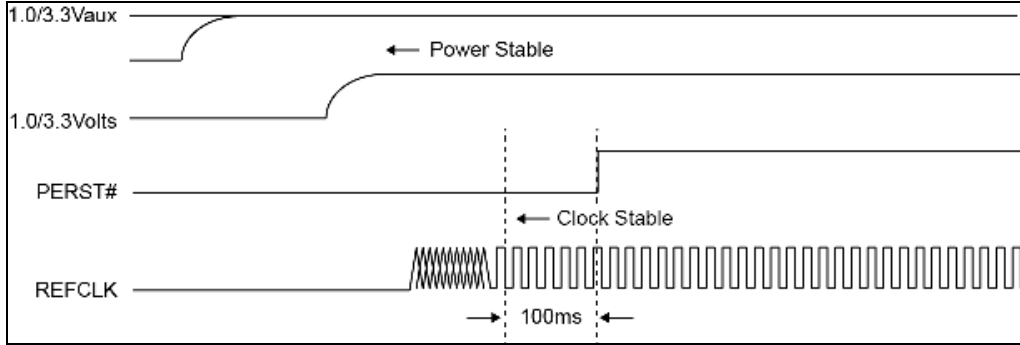 1.0/3.3Vaux
Power Stable
1.0/3.3Volts
PERST#
Clock Stable
REFCLK
100ms